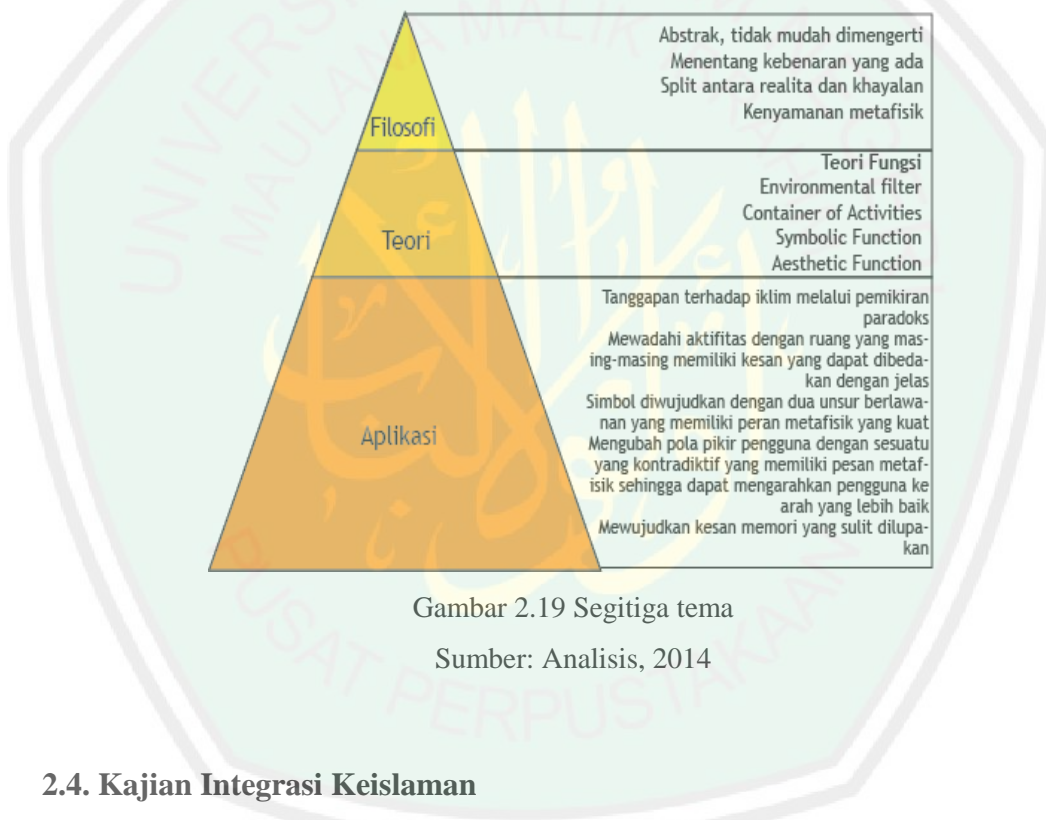 Abstrak, tidak mudah dimengerti
Menentang kebenaran yang ada
Split antara realita dan khayalan
Kenyamanan metafisik
Filosofi
Teori Fungsi
Environmental filter
Container of Activities
Symbolic Function
Aesthetic Function
Teori
Tanggapan terhadap iklim melalui pemikiran
paradoks
Mewadahi aktifitas dengan ruang yang mas-
ing-masing memiliki kesan yang dapat dibeda-
kan dengan jelas
Simbol diwujudkan dengan dua unsur berlawa-
nan yang memiliki peran metafisik yang kuat
Mengubah pola pikir pengguna dengan sesuatu
yang kontradiktif yang memiliki pesan metaf-
isik sehingga dapat mengarahkan pengguna ke
arah yang lebih baik
Mewujudkan kesan memori yang sulit dilupa-
kan
Aplikasi
Gambar 2.19 Segitiga tema
Sumber: Analisis, 2014
2.4. Kajian Integrasi Keislaman
MAULANA MALIK
PUSAT PERPUSTAKAAN